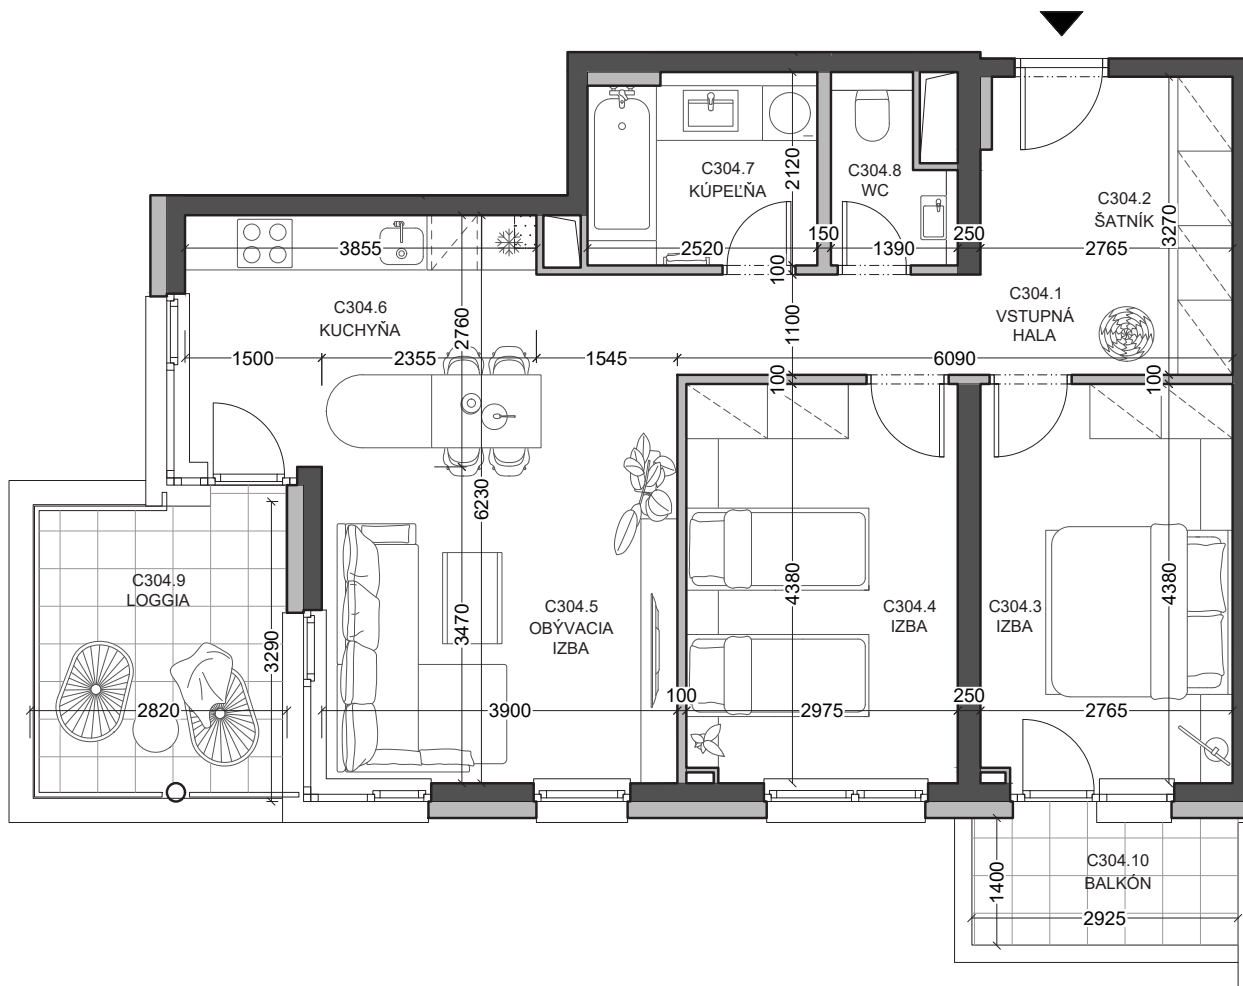 C304.7
KÚPEĽŇA
2120
C304.8
WC
C304.2
ŠATNÍK
3270
3855
2520
150
1390
250
2765
100
C304.6
KUCHYŇA
2760
1100
C304.1
VSTUPNÁ
HALA
1500
2355
1545
6090
100
100
6230
C304.9
LOGGIA
3290
3470
C304.5
OBÝVACIA
IZBA
4380
C304.4
IZBA
C304.3
IZBA
4380
2820
3900
100
2975
250
2765
1400
C304.10
BALKÓN
2925